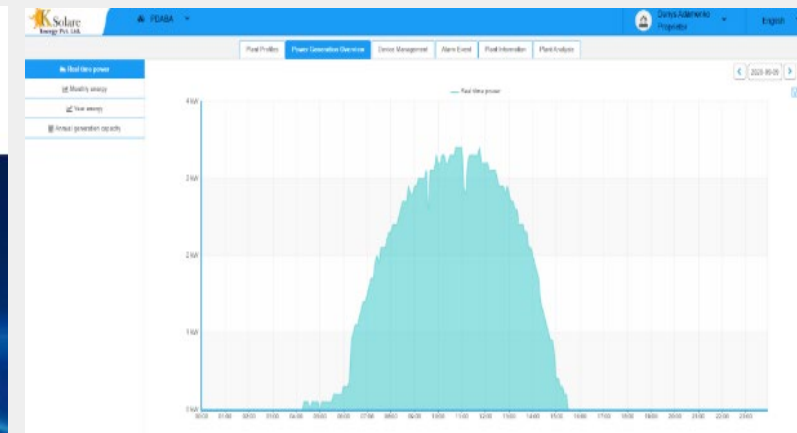 K Solare
Energy Pvt. Ltd.
PDABA
Denys Adamenko
Proprietor
English
Plant Profiles
Power Generation Overview
Device Management
Alarm Event
Plant Information
Plant Analysis
Real time power
Monthly energy
Year energy
Annual generation capacity
Real time power
4 kW
3 kW
2 kW
1 kW
0 kW
00:00 01:00 02:00 03:00 04:00 05:00 06:00 07:00 08:00 09:00 10:00 11:00 12:00 13:00 14:00 15:00 16:00 17:00 18:00 19:00 20:00 21:00 22:00 23:00